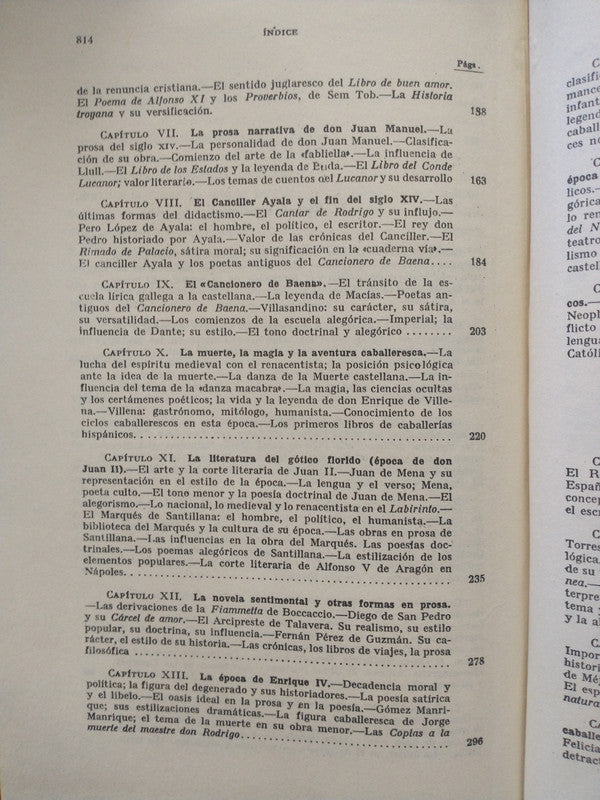 814
ÍNDICE
Págs.
de la renuncia cristiana.—El sentido juglaresco del Libro de buen amor.
El Poema de Alfonso XI y los Proverbios, de Sem Tob.—La Historia
troyana y su versificación. 138
CAPÍTULO VII. La prosa narrativa de don Juan Manuel.—La
prosa del siglo XIV.—La personalidad de don Juan Manuel.—Clasifica-
ción de su obra.—Comienzo del arte de la «fabliella».—La influencia de
Llull.—El Libro de los Estados y la leyenda de Buda.—El Libro del Conde
Lucanor; valor literario.—Los temas de cuentos del Lucanor y su desarrollo 163
CAPÍTULO VIII. El Canciller Ayala y el fin del siglo XIV.—Las
últimas formas del didactismo.—El Cantar de Rodrigo y su influjo.—
Pero López de Ayala: el hombre, el político, el escritor.—El rey don
Pedro historiado por Ayala.—Valor de las crónicas del Canciller.—El
Rimado de Palacio, sátira moral; su significación en la «cuaderna vía».—
El canciller Ayala y los poetas antiguos del Cancionero de Baena.... 184
CAPÍTULO IX. El «Cancionero de Baena».—El tránsito de la es-
cuela lírica gallega a la castellana.—La leyenda de Macías.—Poetas an-
tiguos del Cancionero de Baena.—Villasandino: su carácter, su sátira,
su versatilidad.—Los comienzos de la escuela alegórica.—Imperial; la
influencia de Dante; su estilo.—El tono doctrinal y alegórico ........ 203
CAPÍTULO X. La muerte, la magia y la aventura caballeresca.—La
lucha del espíritu medieval con el renacentista; la posición psicológica
ante la idea de la muerte.—La danza de la Muerte castellana.—La in-
fluencia del tema de la «danza macabra».—La magia, las ciencias ocultas
y los certámenes poéticos; la vida y la leyenda de don Enrique de Ville-
na.—Villena: gastrónomo, mitólogo, humanista.—Conocimiento de los
ciclos caballerescos en esta época.—Los primeros libros de caballerías
hispánicos. 220
CAPÍTULO XI. La literatura del gótico florido (época de don
Juan II).—El arte y la corte literaria de Juan II.—Juan de Mena y su
representación en el estilo de la época.—La lengua y el verso; Mena,
poeta culto.—El tono menor y la poesía doctrinal de Juan de Mena.—El
alegorismo.—Lo nacional, lo medieval y lo renacentista en el Labirinto.—
El Marqués de Santillana: el hombre, el político, el humanista.—La
biblioteca del Marqués y la cultura de su época.—Las obras en prosa de
Santillana.—Las influencias en la obra del Marqués. Las poesías doc-
trinales.—Los poemas alegóricos de Santillana.—La estilización de los
elementos populares.—La corte literaria de Alfonso V de Aragón en
Nápoles. 235
CAPÍTULO XII. La novela sentimental y otras formas en prosa.
—Las derivaciones de la Fiammetta de Boccaccio.—Diego de San Pedro
y su Cárcel de amor.—El Arcipreste de Talavera. Su realismo, su estilo
popular, su doctrina, su influencia.—Fernán Pérez de Guzmán. Su ca-
rácter, el estilo de su historia.—Las crónicas, los libros de viajes, la prosa
filosófica 278
CAPÍTULO XIII. La época de Enrique IV.—Decadencia moral y
política; la figura del degenerado y sus historiadores.—La poesía satírica
y el libelo.—El oasis ideal en la prosa y en la poesía.—Gómez Manri-
que; sus estilizaciones dramáticas.—La figura caballeresca de Jorge
Manrique; el tema de la muerte en su obra menor.—Las Coplas a la
muerte del maestre don Rodrigo. 296